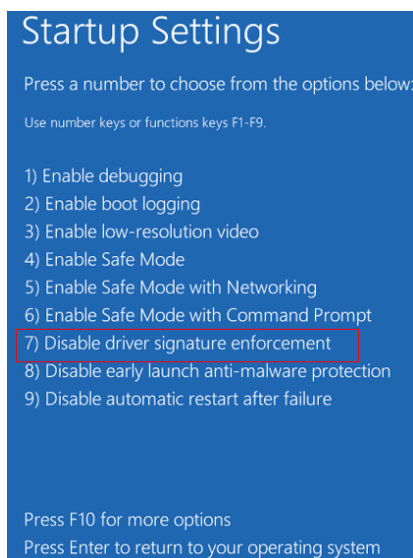 Startup Settings
Press a number to choose from the options below:
Use number keys or functions keys F1-F9.
1) Enable debugging
2) Enable boot logging
3) Enable low-resolution video
4) Enable Safe Mode
5) Enable Safe Mode with Networking
6) Enable Safe Mode with Command Prompt
7) Disable driver signature enforcement
8) Disable early launch anti-malware protection
9) Disable automatic restart after failure
Press F10 for more options
Press Enter to return to your operating system